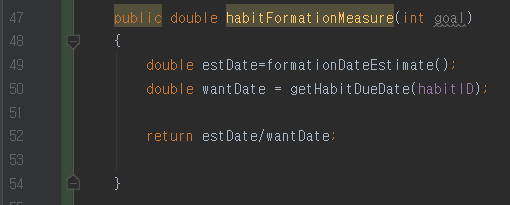 47 public double habitFormationMeasure(int goal)
48 {
49 double estDate=formationDateEstimate();
50 double wantDate = getHabitDueDate(habitID);
51
52 return estDate/wantDate;
53
54 }